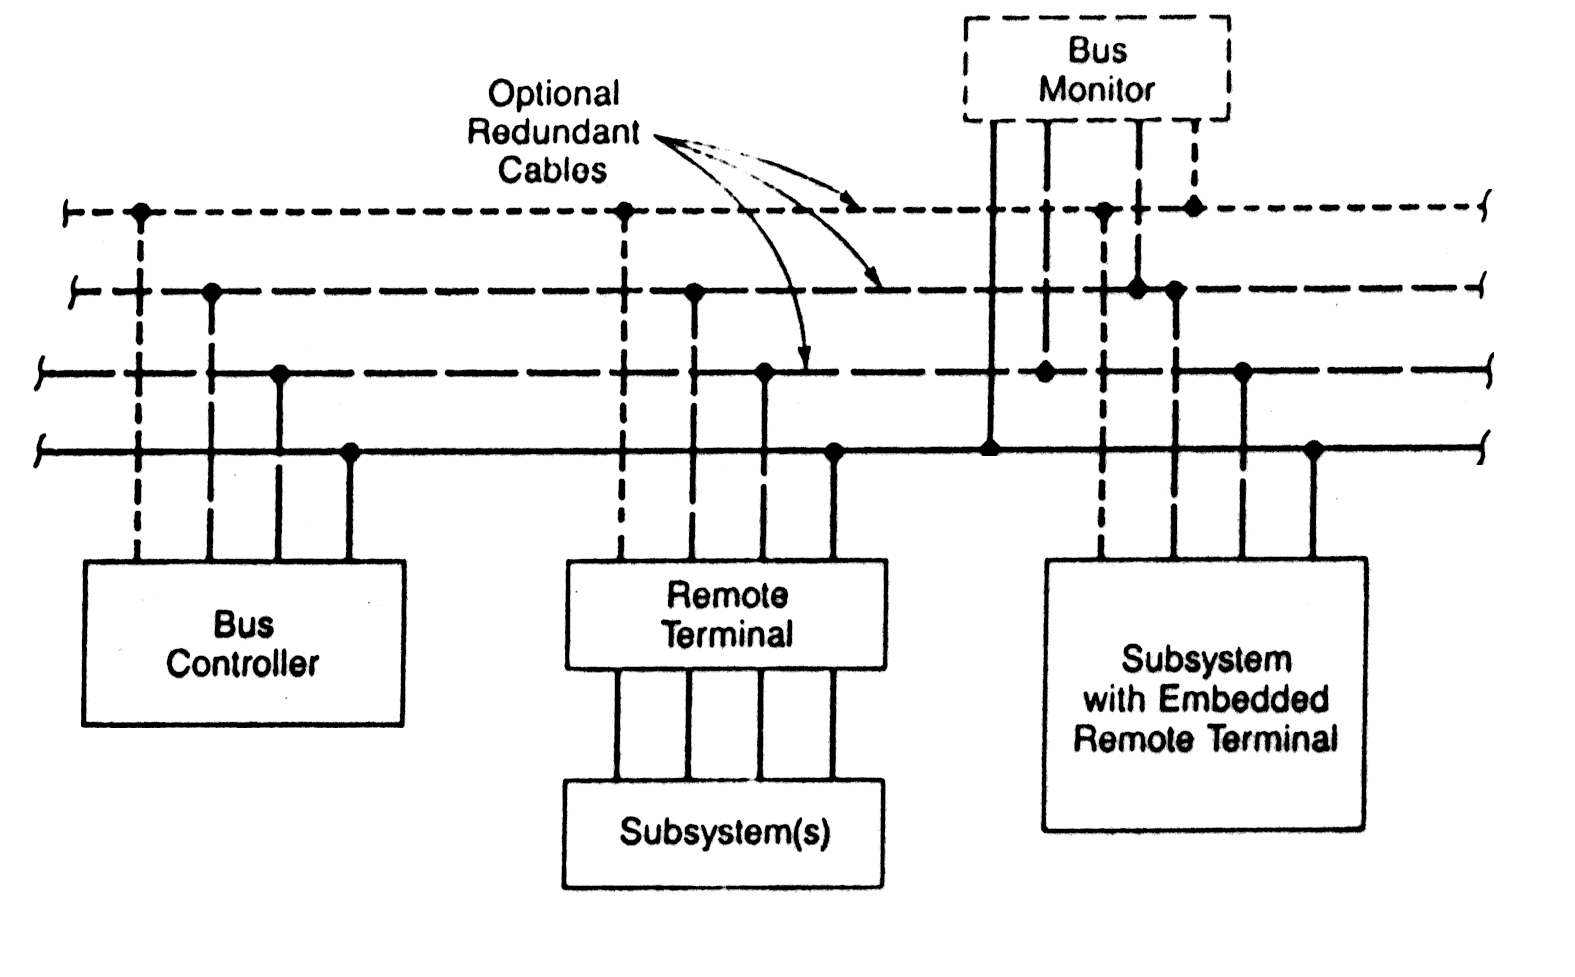 Bus
Monitor
Optional
Redundant
Cables
Bus
Controller
Remote
Terminal
Subsystem(s)
Subsystem
with Embedded
Remote Terminal